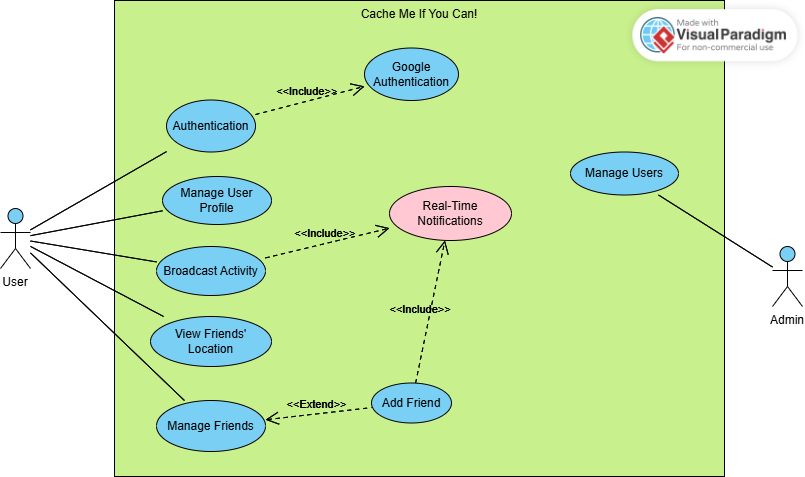 Cache Me If You Can!
Made with
Visual Paradigm
For non-commercial use
Google
Authentication
<<Include>>
Authentication
Manage Users
Manage User
Profile
Real-Time
Notifications
<<Include>>
Broadcast Activity
User
<<Include>>
Admin
View Friends'
Location
<<Extend>>
Add Friend
Manage Friends